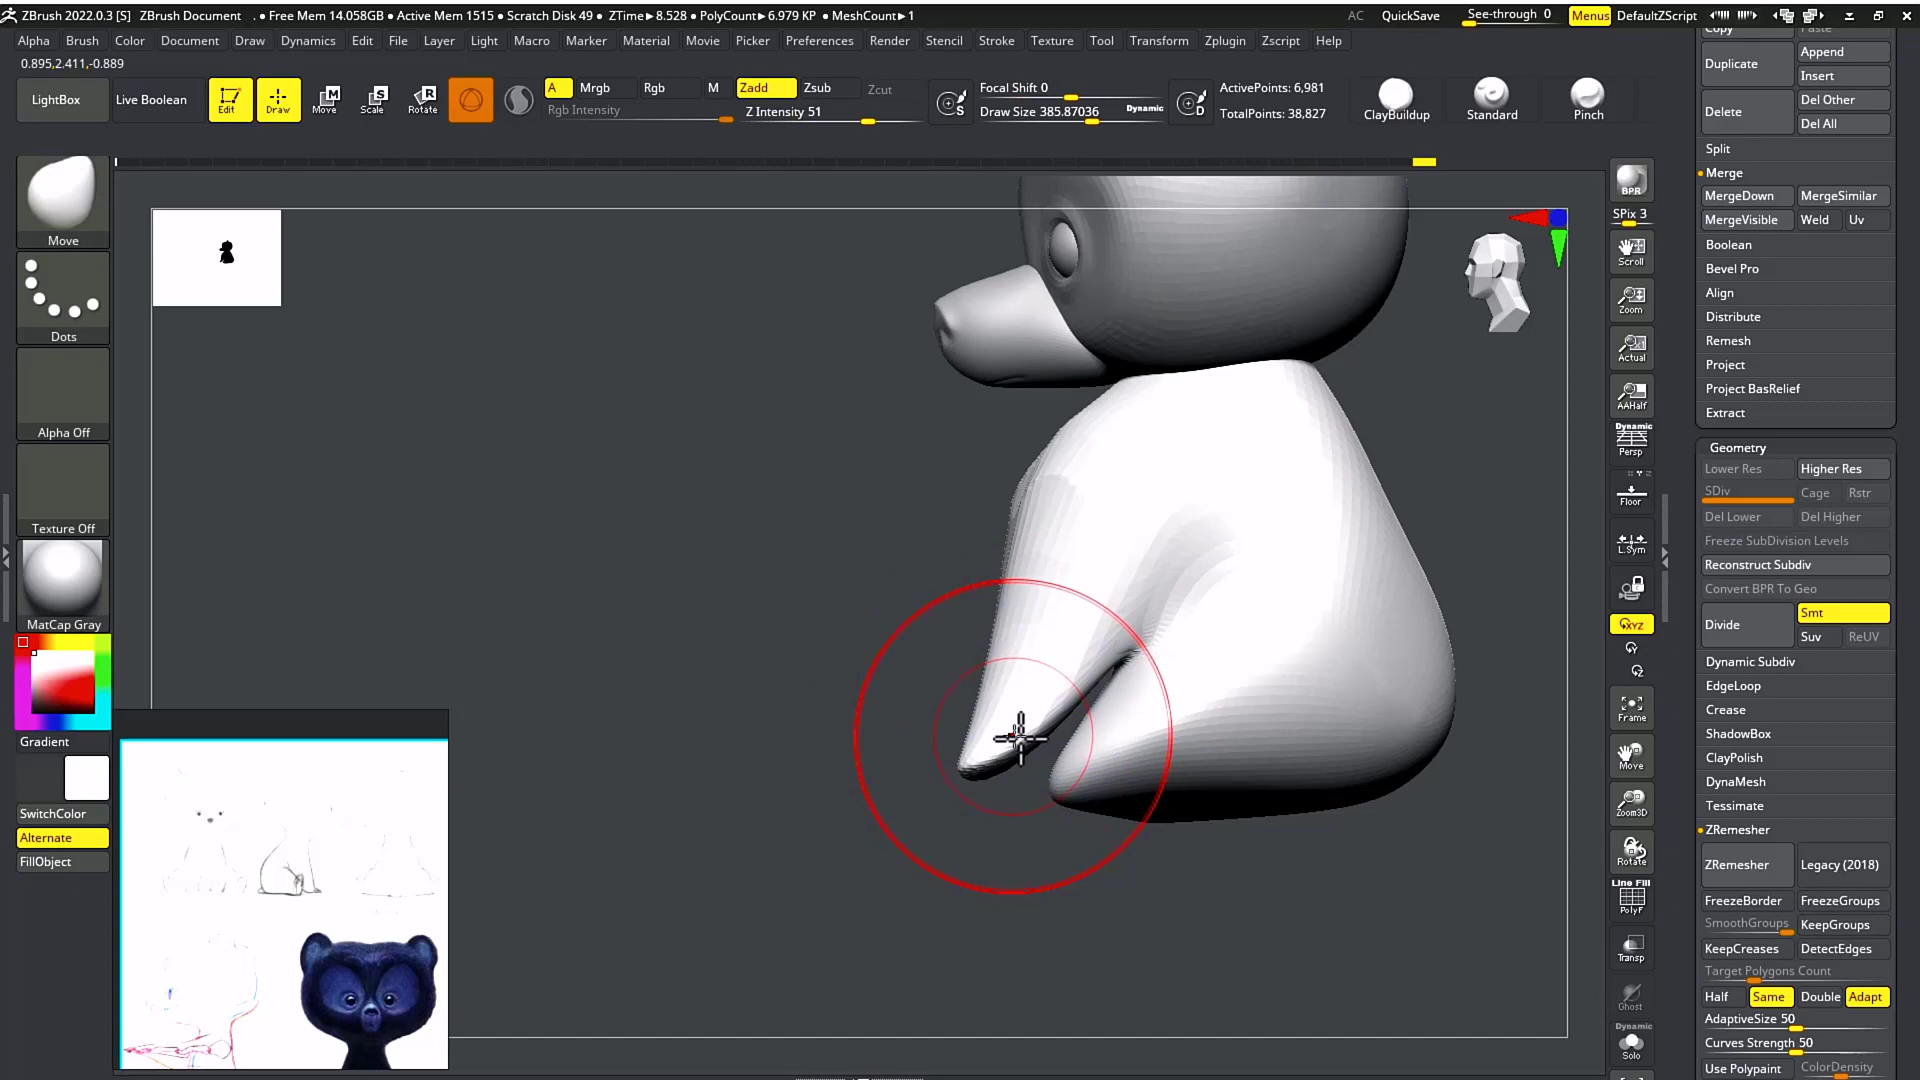 ZBrush 2022.0.3 [S] ZBrush Document . • Free Mem 14.058GB • Active Mem 1515 • Scratch Disk 49 • ZTime▶8.528 • PolyCount▶6.979 KP • MeshCount▶1 AC QuickSave See-through 0 Menus DefaultZScript
Alpha Brush Color Document Draw Dynamics Edit File Layer Light Macro Marker Material Movie Picker Preferences Render Stencil Stroke Texture Tool Transform Zplugin Zscript Help
0.895,2.411,-0.889
LightBox Live Boolean Edit Draw Move Scale Rotate
A Mrgb Rgb M Zadd Zsub Zcut
Rgb Intensity Z Intensity 51
Focal Shift 0
Draw Size 385.87036 Dynamic
ActivePoints: 6,981
TotalPoints: 38,827
ClayBuildup Standard Pinch
Move
Dots
Alpha Off
Texture Off
MatCap Gray
Gradient
SwitchColor
Alternate
FillObject
BPR
SPix 3
Scroll
Zoom
Actual
AAHalf
Dynamic
Persp
Floor
L.Sym
XYZ
Frame
Move
Zoom3D
Rotate
Line Fill
PolyF
Transp
Ghost
Dynamic
Solo
Copy Paste
Append
Duplicate
Insert
Delete
Del Other
Del All
Split
Merge
MergeDown MergeSimilar
MergeVisible Weld Uv
Boolean
Bevel Pro
Align
Distribute
Remesh
Project
Project BasRelief
Extract
Geometry
Lower Res Higher Res
SDiv Cage Rstr
Del Lower Del Higher
Freeze SubDivision Levels
Reconstruct Subdiv
Convert BPR To Geo
Divide Smt
Suv ReUV
Dynamic Subdiv
EdgeLoop
Crease
ShadowBox
ClayPolish
DynaMesh
Tessimate
ZRemesher
ZRemesher Legacy (2018)
FreezeBorder FreezeGroups
SmoothGroups KeepGroups
KeepCreases DetectEdges
Target Polygons Count
Half Same Double Adapt
AdaptiveSize 50
Curves Strength 50
Use Polypaint ColorDensity